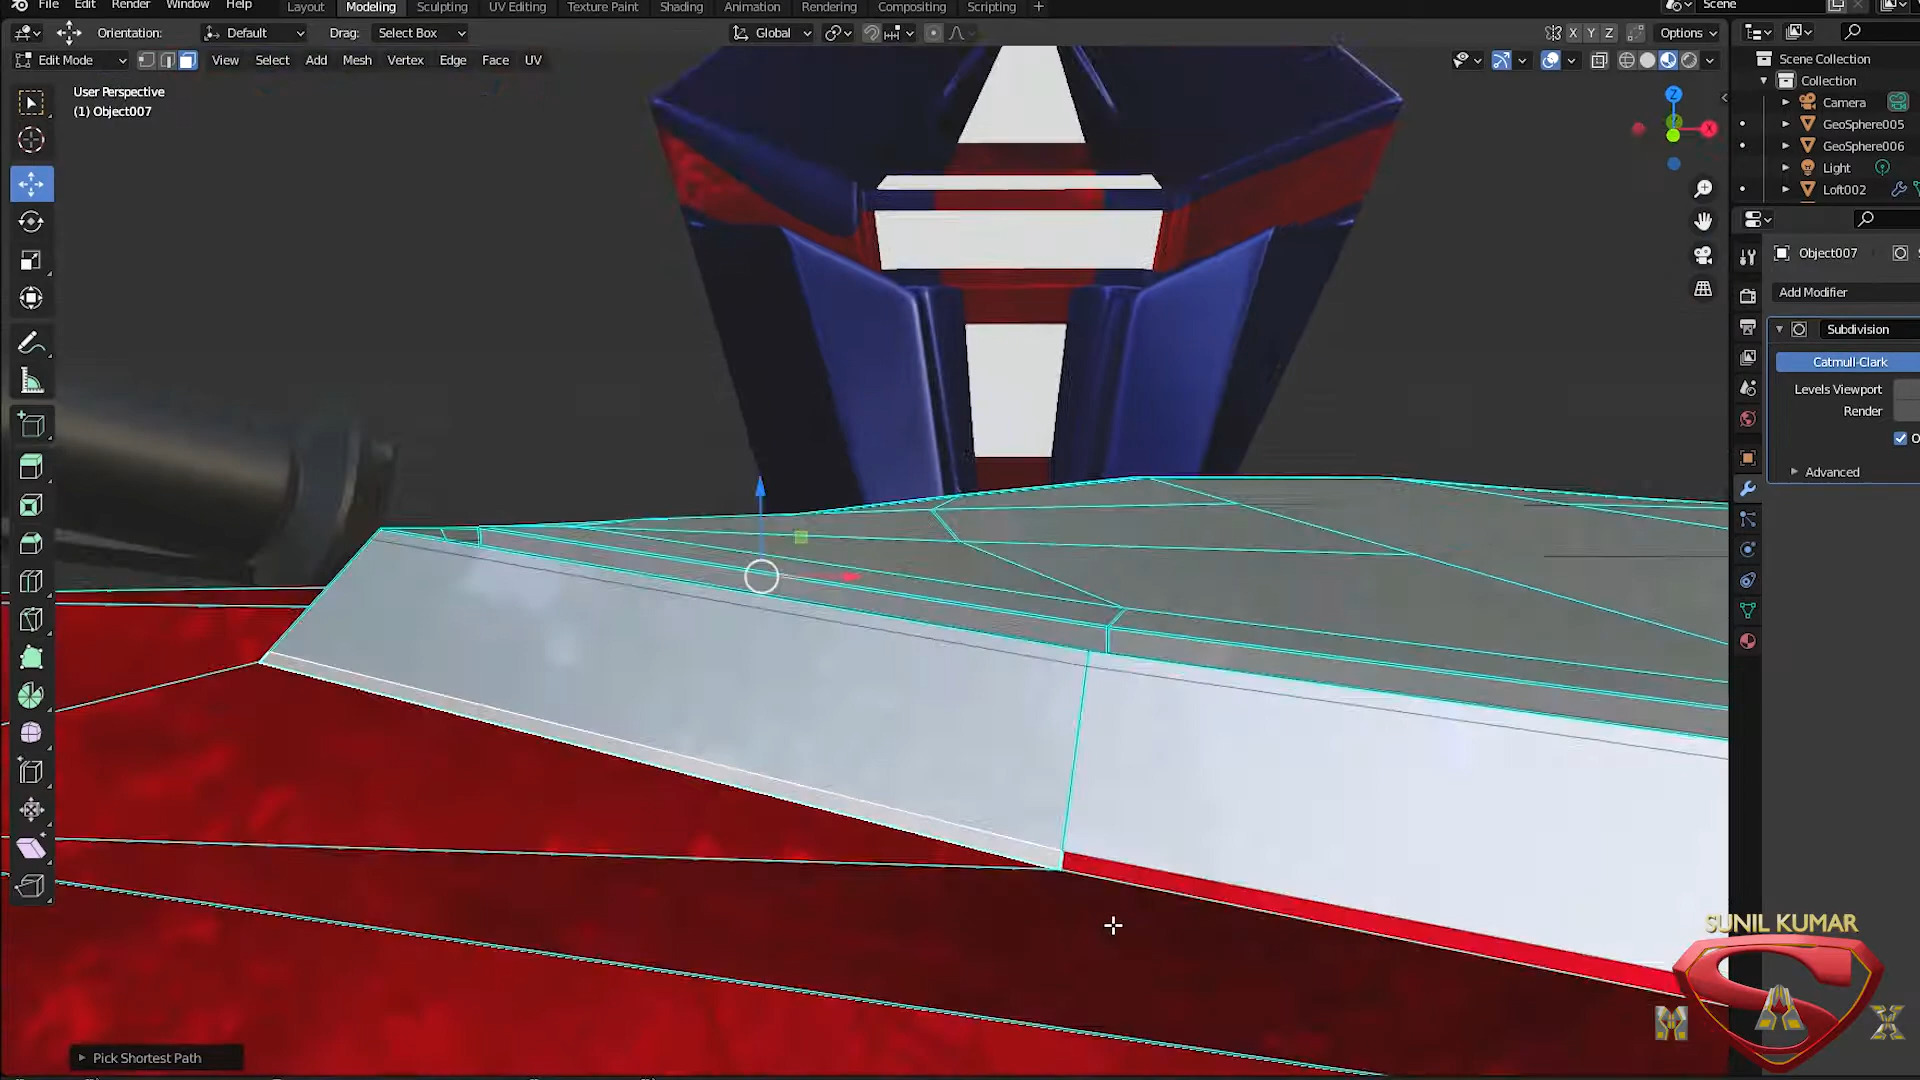 File Edit Render Window Help
Layout Modeling Sculpting UV Editing Texture Paint Shading Animation Rendering Compositing Scripting +
Scene
Orientation: Default Drag: Select Box
Global
X Y Z Options
Edit Mode View Select Add Mesh Vertex Edge Face UV
User Perspective
(1) Object007
Z
X
Scene Collection
Collection
Camera
GeoSphere005
GeoSphere006
Light
Loft002
Object007
Add Modifier
Subdivision
Catmull-Clark
Levels Viewport
Render
Advanced
SUNIL KUMAR
M A X
Pick Shortest Path